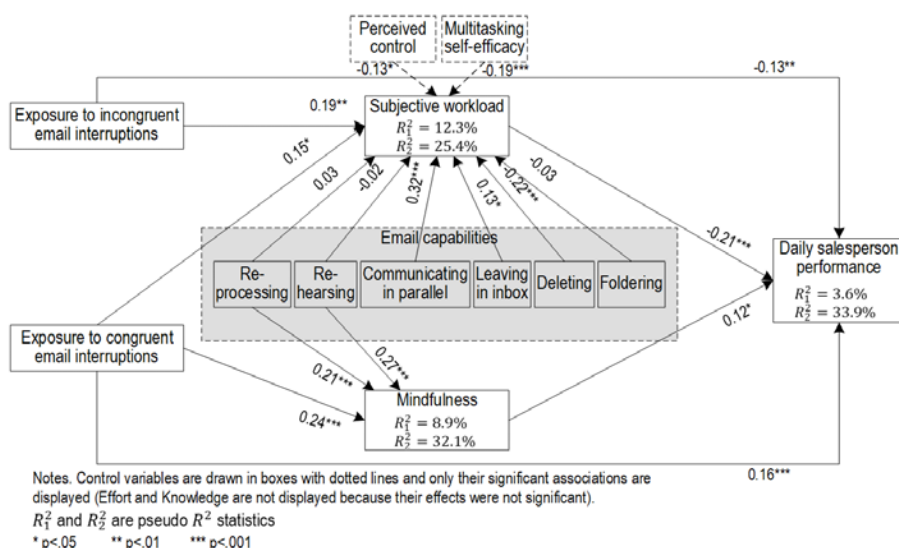 Perceived
control
Multitasking
self-efficacy
-0.13*
-0.19***
-0.13**
Exposure to incongruent
email interruptions
0.19**
Subjective workload
R₁² = 12.3%
R₂² = 25.4%
0.15*
0.03
-0.02
0.32***
0.13*
-0.22***
-0.03
-0.21***
Email capabilities
Re-
processing
Re-
hearsing
Communicating
in parallel
Leaving
in inbox
Deleting
Foldering
Daily salesperson
performance
R₁² = 3.6%
R₂² = 33.9%
Exposure to congruent
email interruptions
0.12*
0.27***
0.21***
0.24***
Mindfulness
R₁² = 8.9%
R₂² = 32.1%
0.16***
Notes. Control variables are drawn in boxes with dotted lines and only their significant associations are
displayed (Effort and Knowledge are not displayed because their effects were not significant).
R₁² and R₂² are pseudo R² statistics
* p<.05 ** p<.01 *** p<.001